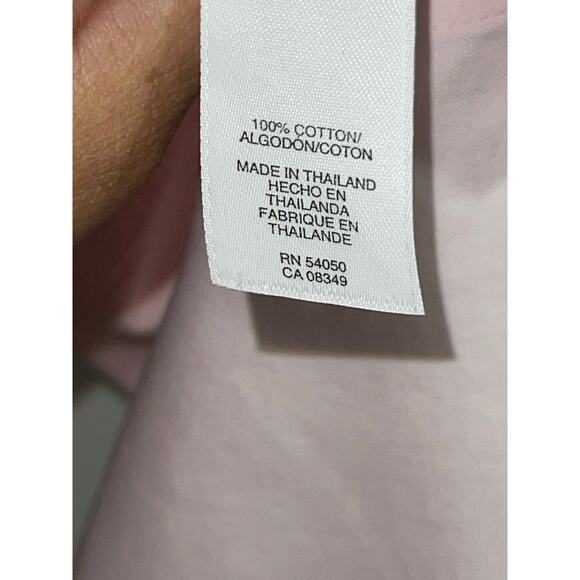 100% COTTON/
ALGODÓN/COTON
MADE IN THAILAND
HECHO EN
THAILANDA
FABRIQUE EN
THAILANDE
RN 54050
CA 08349